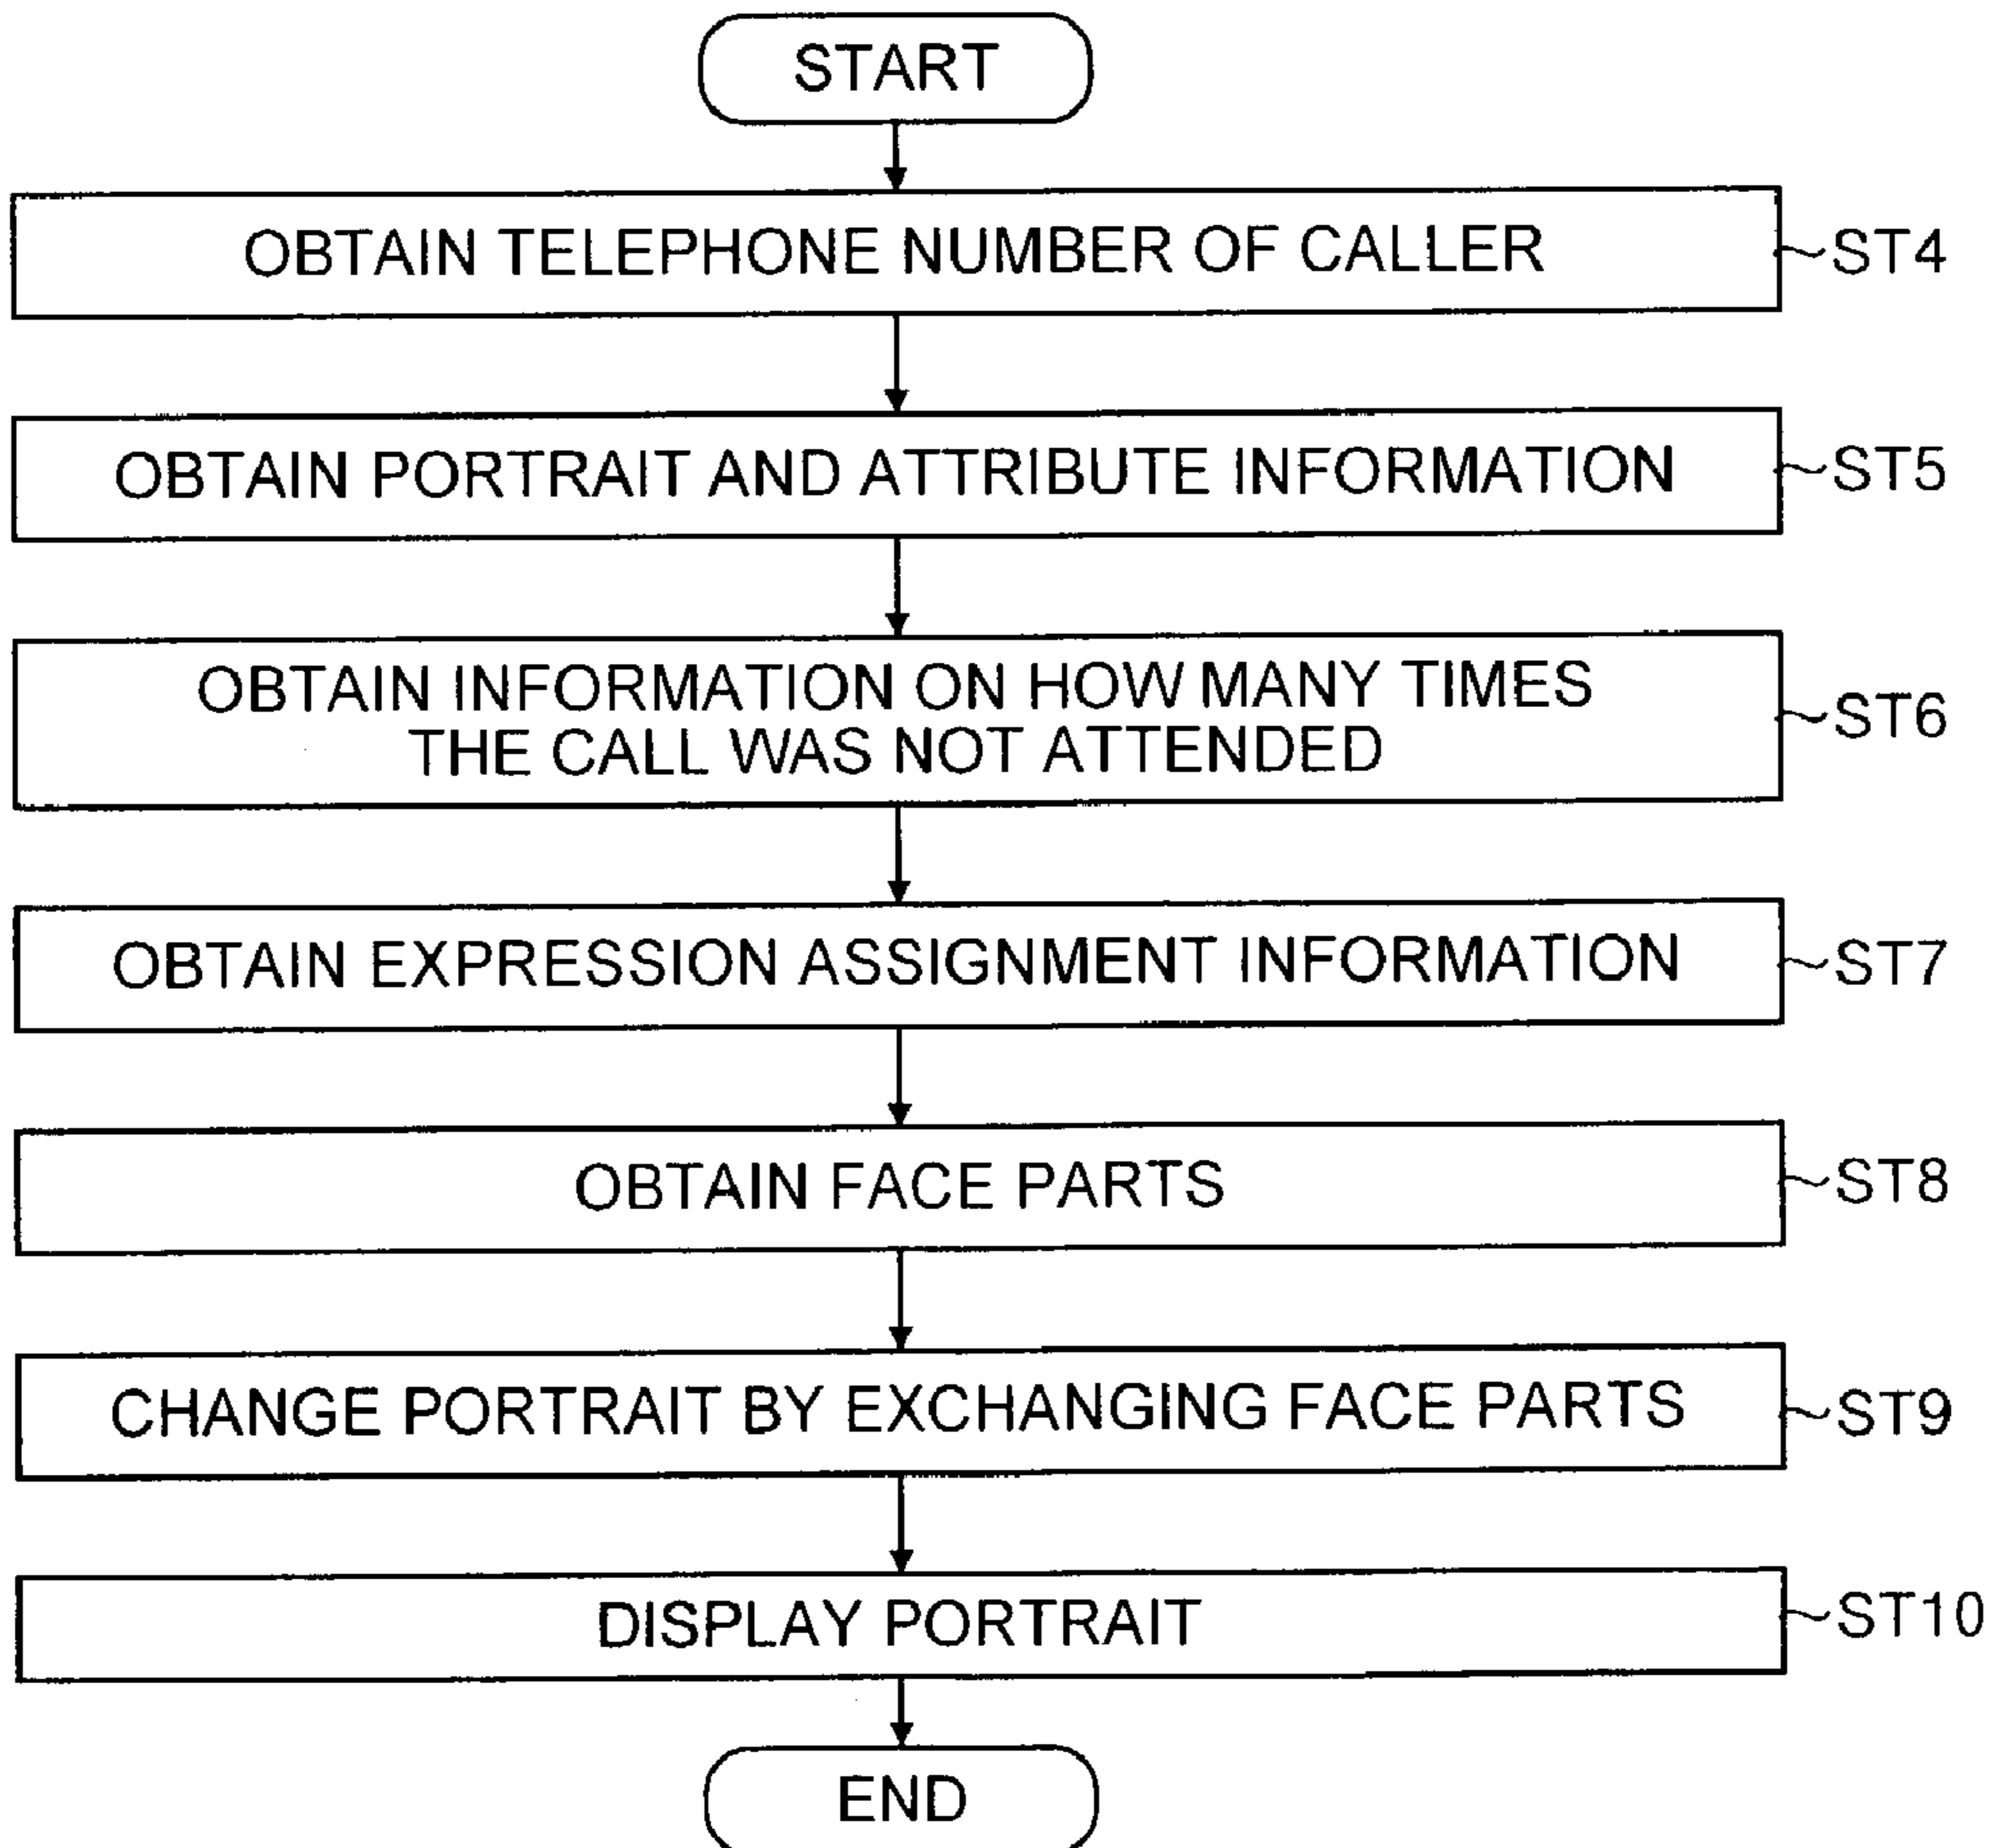 START
OBTAIN TELEPHONE NUMBER OF CALLER
ST4
OBTAIN PORTRAIT AND ATTRIBUTE INFORMATION
ST5
OBTAIN INFORMATION ON HOW MANY TIMES
THE CALL WAS NOT ATTENDED
ST6
OBTAIN EXPRESSION ASSIGNMENT INFORMATION
ST7
OBTAIN FACE PARTS
ST8
CHANGE PORTRAIT BY EXCHANGING FACE PARTS
ST9
DISPLAY PORTRAIT
ST10
END